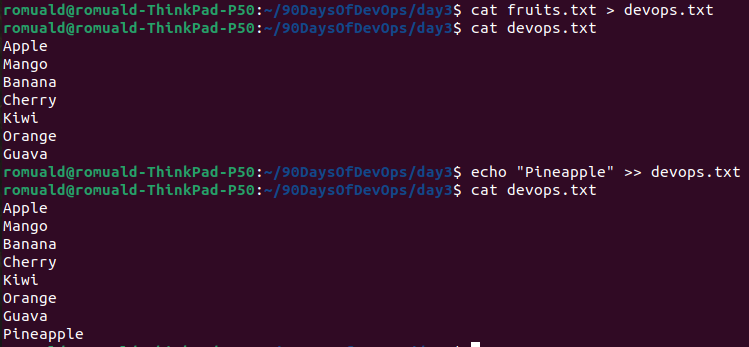 romuald@romuald-ThinkPad-P50:~/90DaysOfDevOps/day3$ cat fruits.txt > devops.txt
romuald@romuald-ThinkPad-P50:~/90DaysOfDevOps/day3$ cat devops.txt
Apple
Mango
Banana
Cherry
Kiwi
Orange
Guava
romuald@romuald-ThinkPad-P50:~/90DaysOfDevOps/day3$ echo "Pineapple" >> devops.txt
romuald@romuald-ThinkPad-P50:~/90DaysOfDevOps/day3$ cat devops.txt
Apple
Mango
Banana
Cherry
Kiwi
Orange
Guava
Pineapple